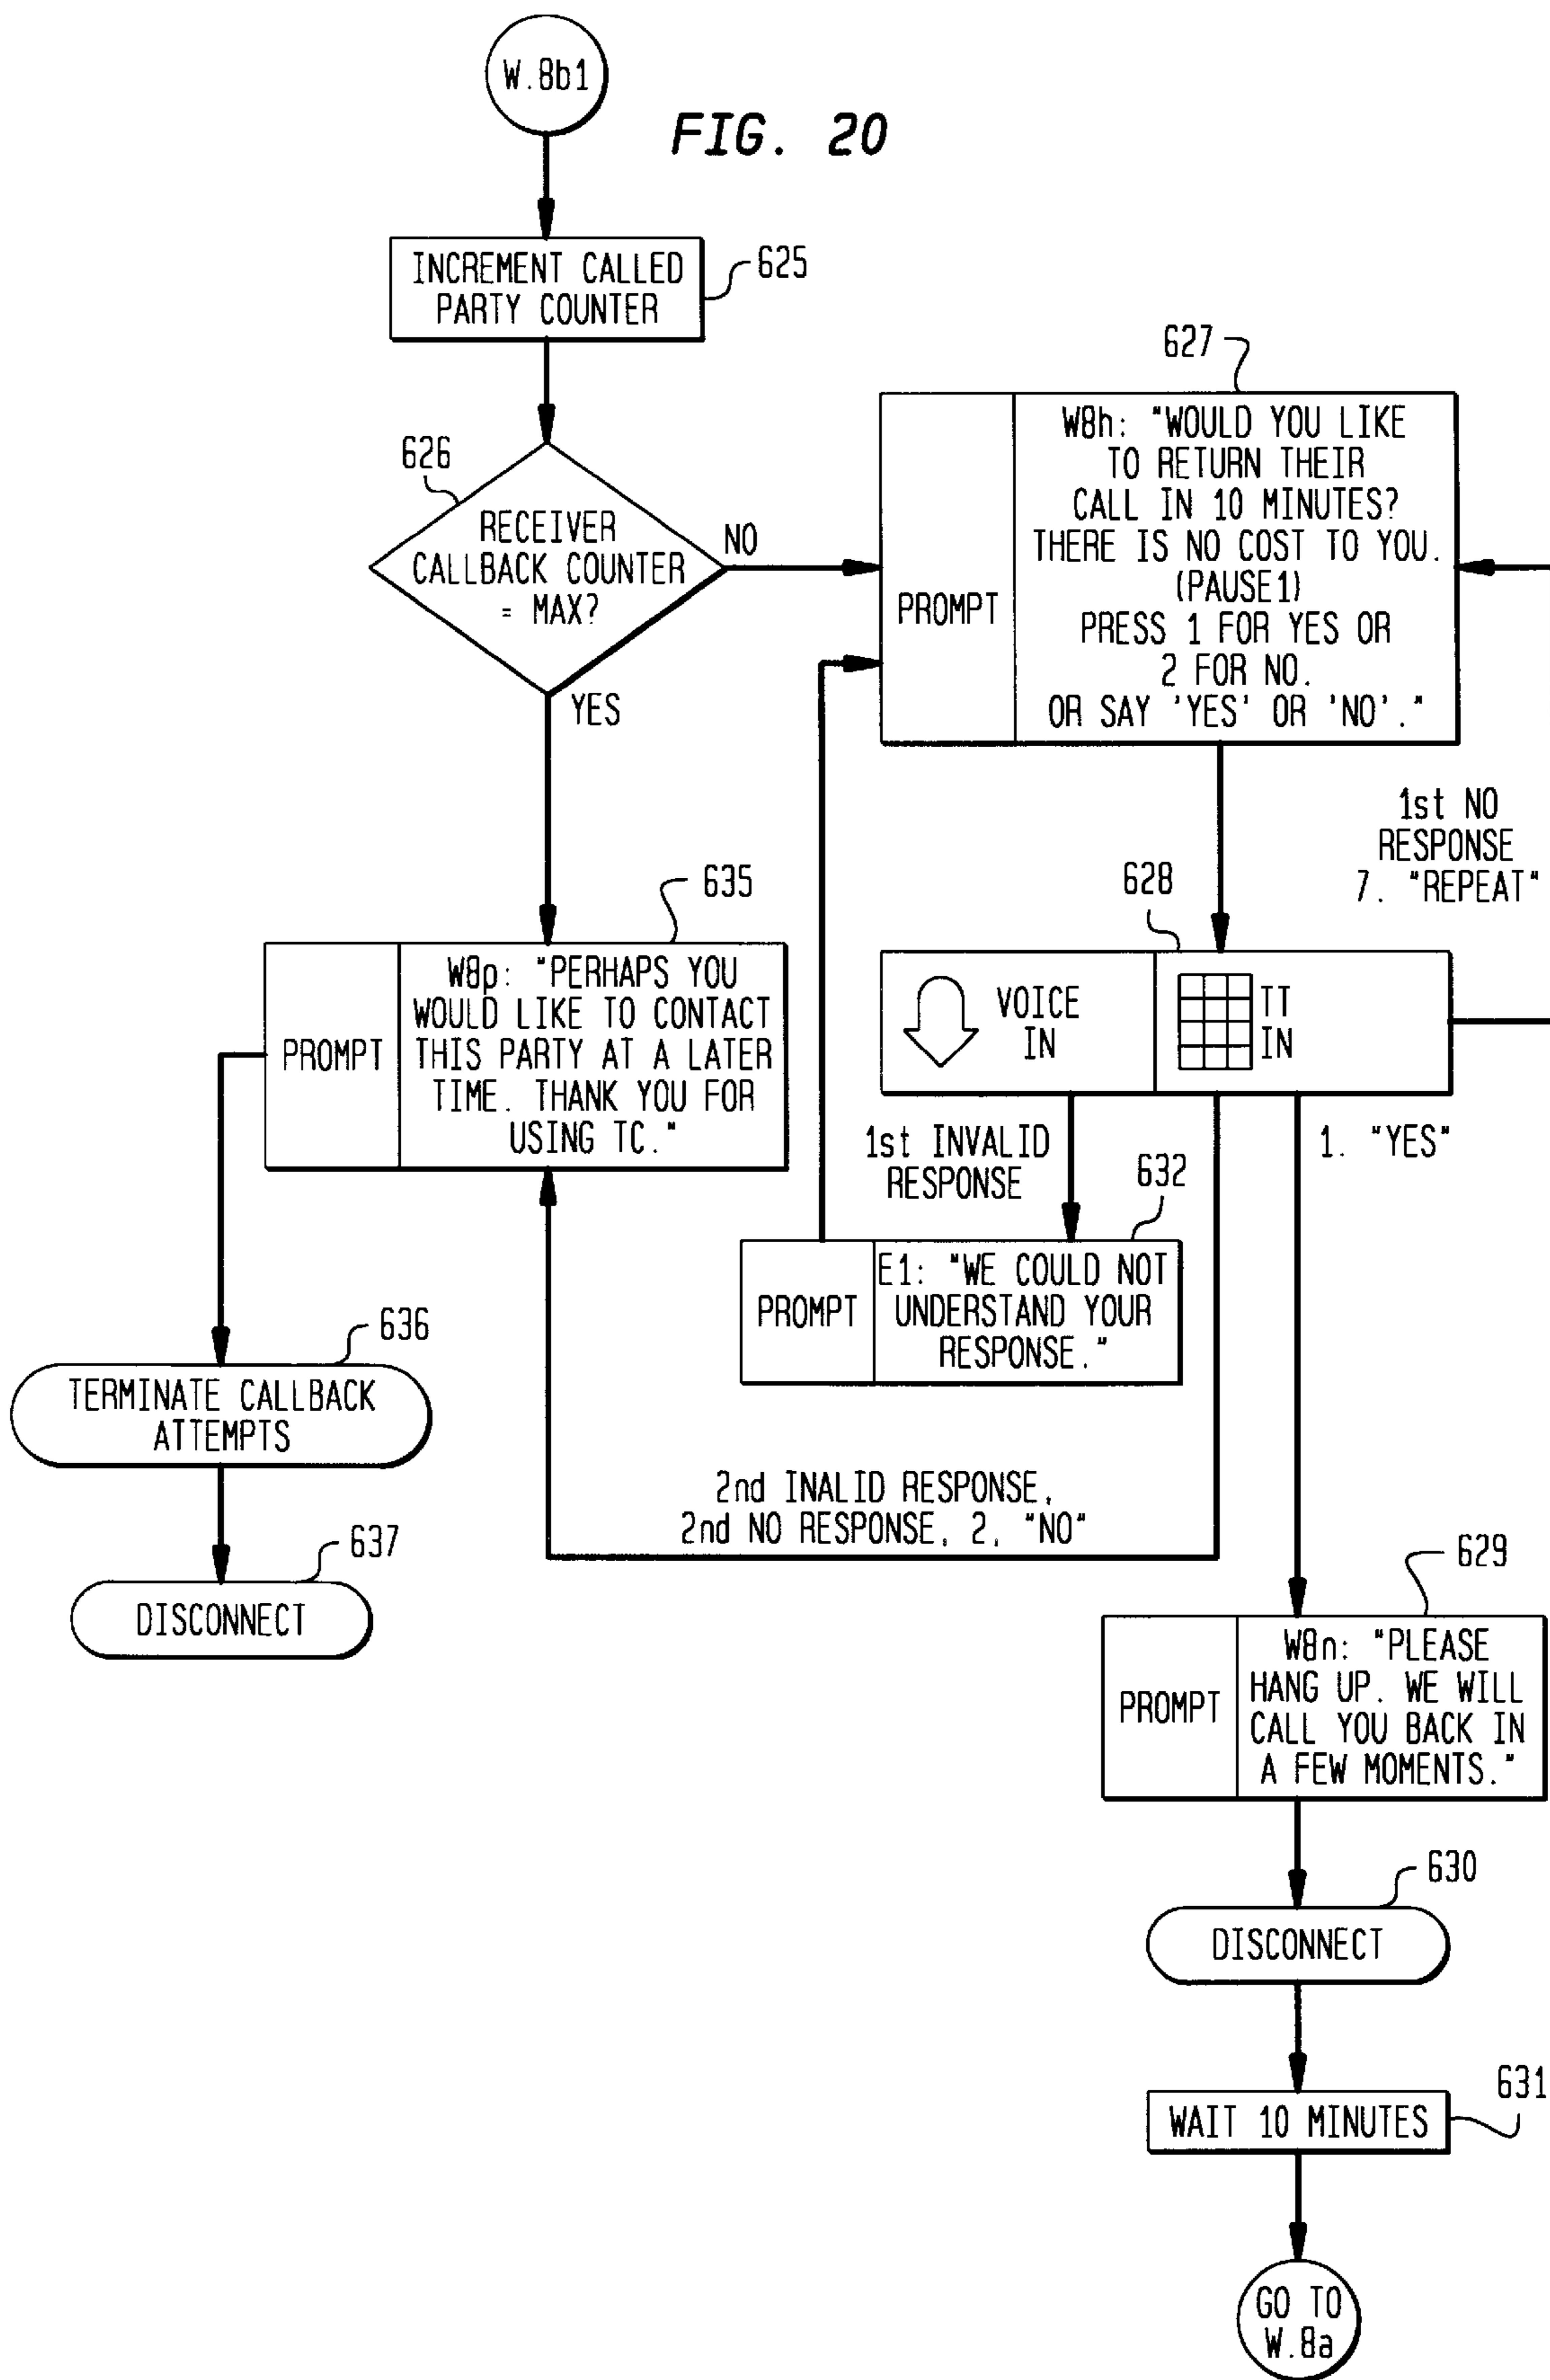 W.8b1
FIG. 20
INCREMENT CALLED
PARTY COUNTER
625
626
RECEIVER
CALLBACK COUNTER
= MAX?
NO
YES
627
PROMPT
W8h: "WOULD YOU LIKE
TO RETURN THEIR
CALL IN 10 MINUTES?
THERE IS NO COST TO YOU.
(PAUSE1)
PRESS 1 FOR YES OR
2 FOR NO.
OR SAY 'YES' OR 'NO'."
1st NO
RESPONSE
7. "REPEAT"
628
VOICE
IN
TT
IN
635
PROMPT
W8p: "PERHAPS YOU
WOULD LIKE TO CONTACT
THIS PARTY AT A LATER
TIME. THANK YOU FOR
USING TC."
1st INVALID
RESPONSE
632
1. "YES"
PROMPT
E1: "WE COULD NOT
UNDERSTAND YOUR
RESPONSE."
636
TERMINATE CALLBACK
ATTEMPTS
2nd INALID RESPONSE,
2nd NO RESPONSE, 2, "NO"
637
DISCONNECT
629
PROMPT
W8n: "PLEASE
HANG UP. WE WILL
CALL YOU BACK IN
A FEW MOMENTS."
630
DISCONNECT
631
WAIT 10 MINUTES
GO TO
W.8a